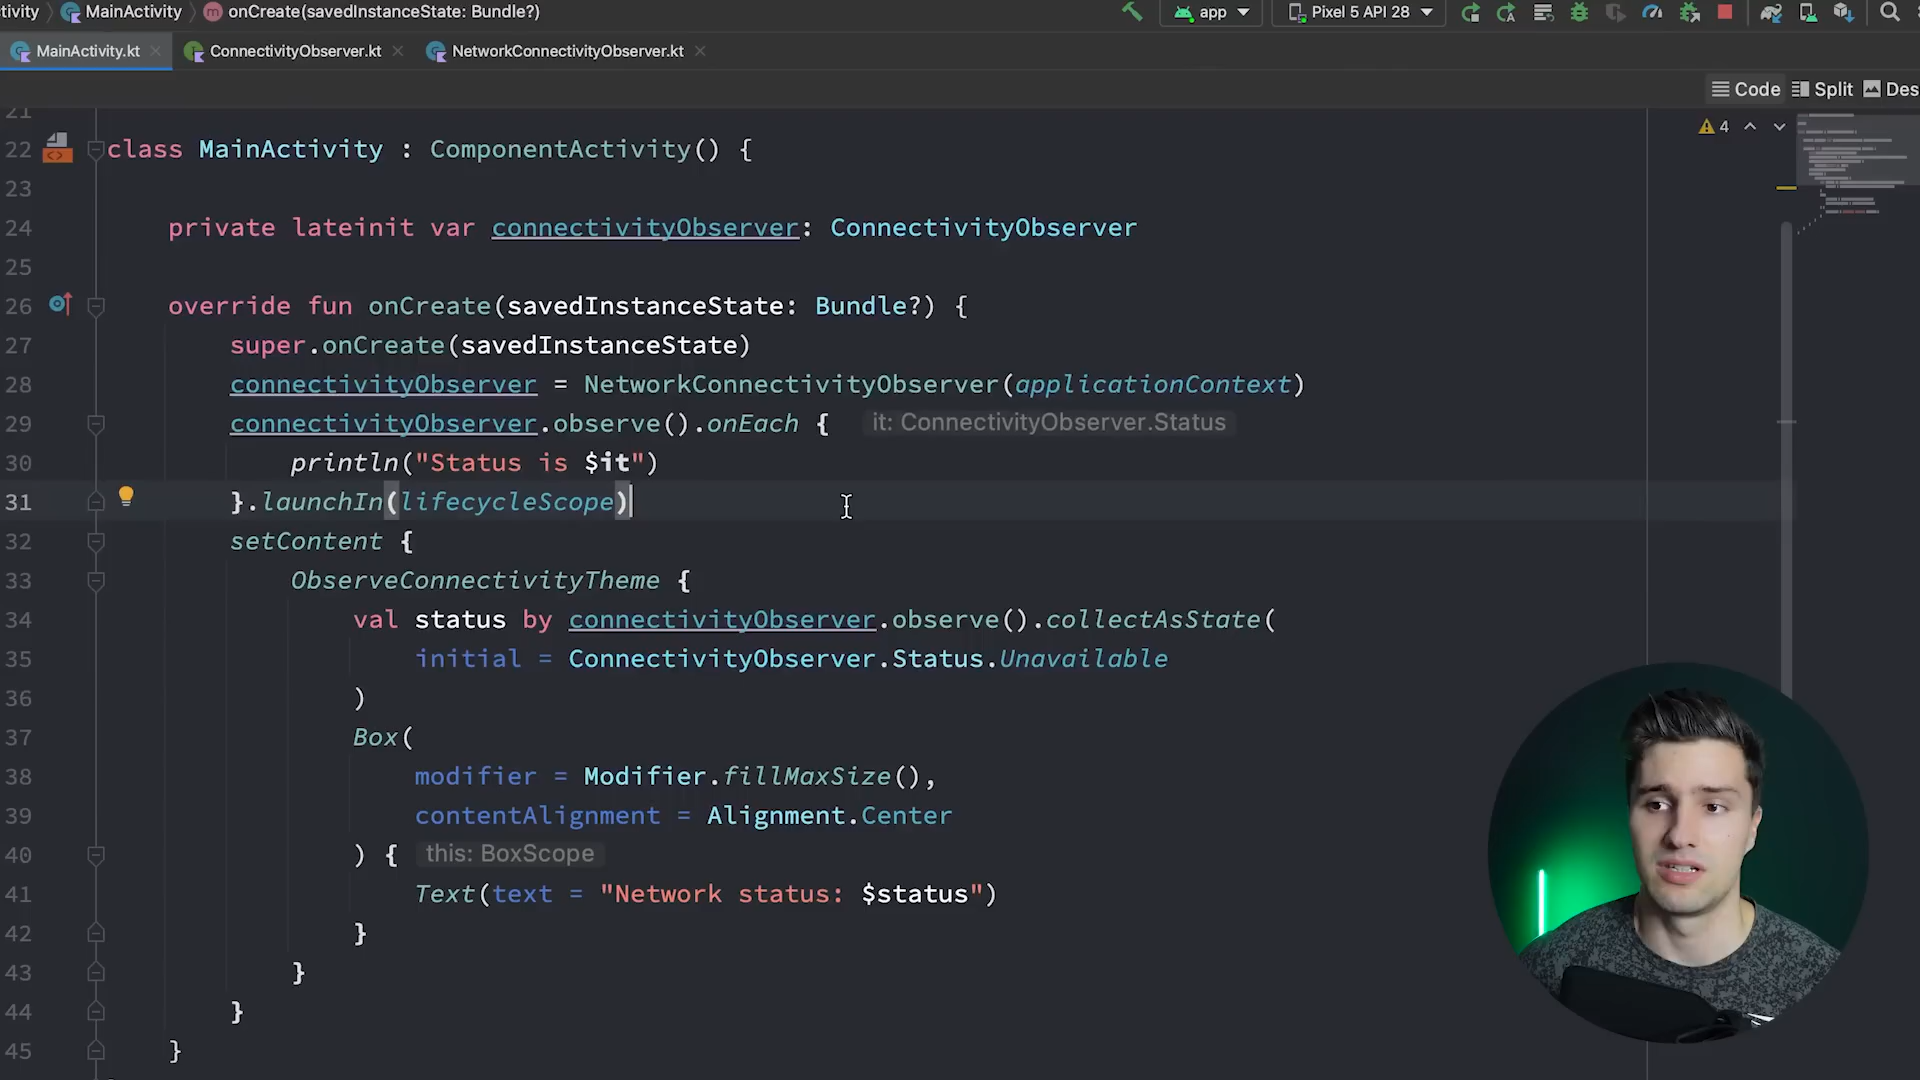 tivity MainActivity onCreate(savedInstanceState: Bundle?) app Pixel 5 API 28
MainActivity.kt ConnectivityObserver.kt NetworkConnectivityObserver.kt
Code Split Des
4
21
22 class MainActivity : ComponentActivity() {
23
24 private lateinit var connectivityObserver: ConnectivityObserver
25
26 override fun onCreate(savedInstanceState: Bundle?) {
27 super.onCreate(savedInstanceState)
28 connectivityObserver = NetworkConnectivityObserver(applicationContext)
29 connectivityObserver.observe().onEach { it: ConnectivityObserver.Status
30 println("Status is $it")
31 }.launchIn(lifecycleScope)
32 setContent {
33 ObserveConnectivityTheme {
34 val status by connectivityObserver.observe().collectAsState(
35 initial = ConnectivityObserver.Status.Unavailable
36 )
37 Box(
38 modifier = Modifier.fillMaxSize(),
39 contentAlignment = Alignment.Center
40 ) { this: BoxScope
41 Text(text = "Network status: $status")
42 }
43 }
44 }
45 }